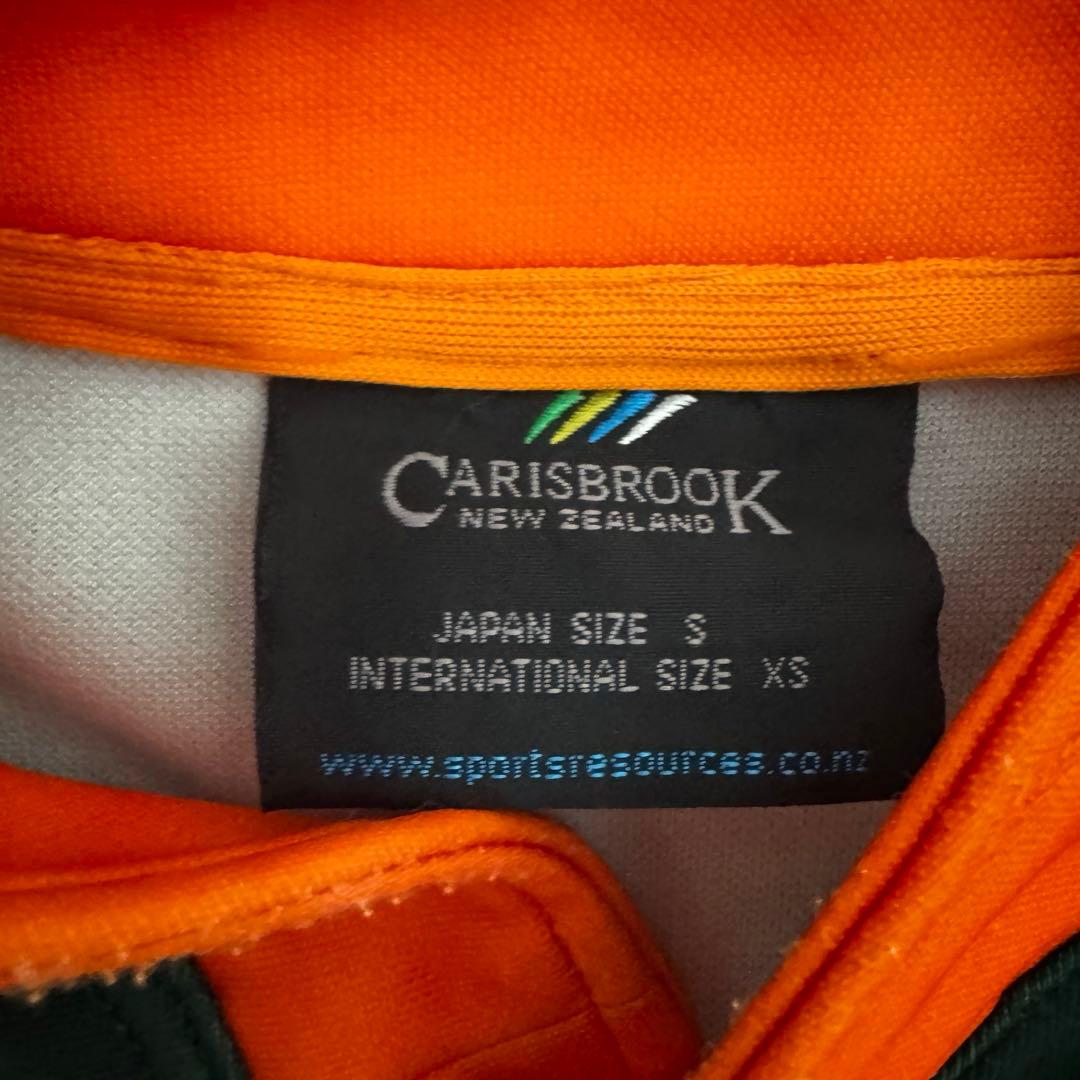 CARISBROOK
NEW ZEALAND
JAPAN SIZE S
INTERNATIONAL SIZE XS
www.sportsresources.co.nz